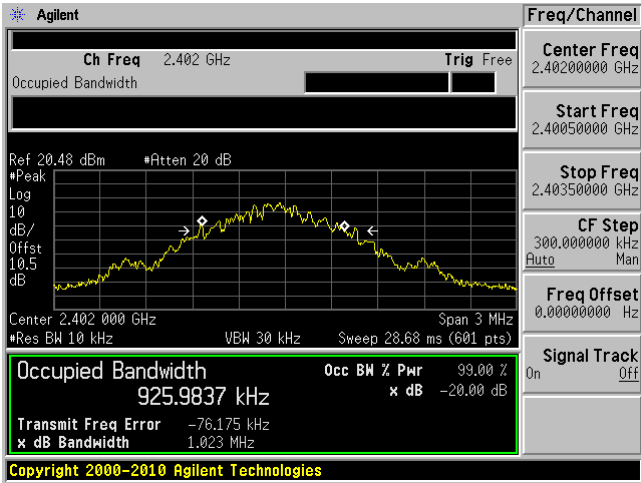 Agilent
Freq/Channel
Ch Freq 2.402 GHz Trig Free
Occupied Bandwidth
Center Freq
2.40200000 GHz
Start Freq
2.40050000 GHz
Stop Freq
2.40350000 GHz
CF Step
300.000000 kHz
Auto Man
Freq Offset
0.00000000 Hz
Signal Track
On Off
Ref 20.48 dBm #Atten 20 dB
#Peak
Log
10
dB/
Offst
10.5
dB
Center 2.402 000 GHz Span 3 MHz
#Res BW 10 kHz VBW 30 kHz Sweep 28.68 ms (601 pts)
Occupied Bandwidth Occ BW % Pwr 99.00 %
925.9837 kHz x dB -20.00 dB
Transmit Freq Error -76.175 kHz
x dB Bandwidth 1.023 MHz
Copyright 2000-2010 Agilent Technologies